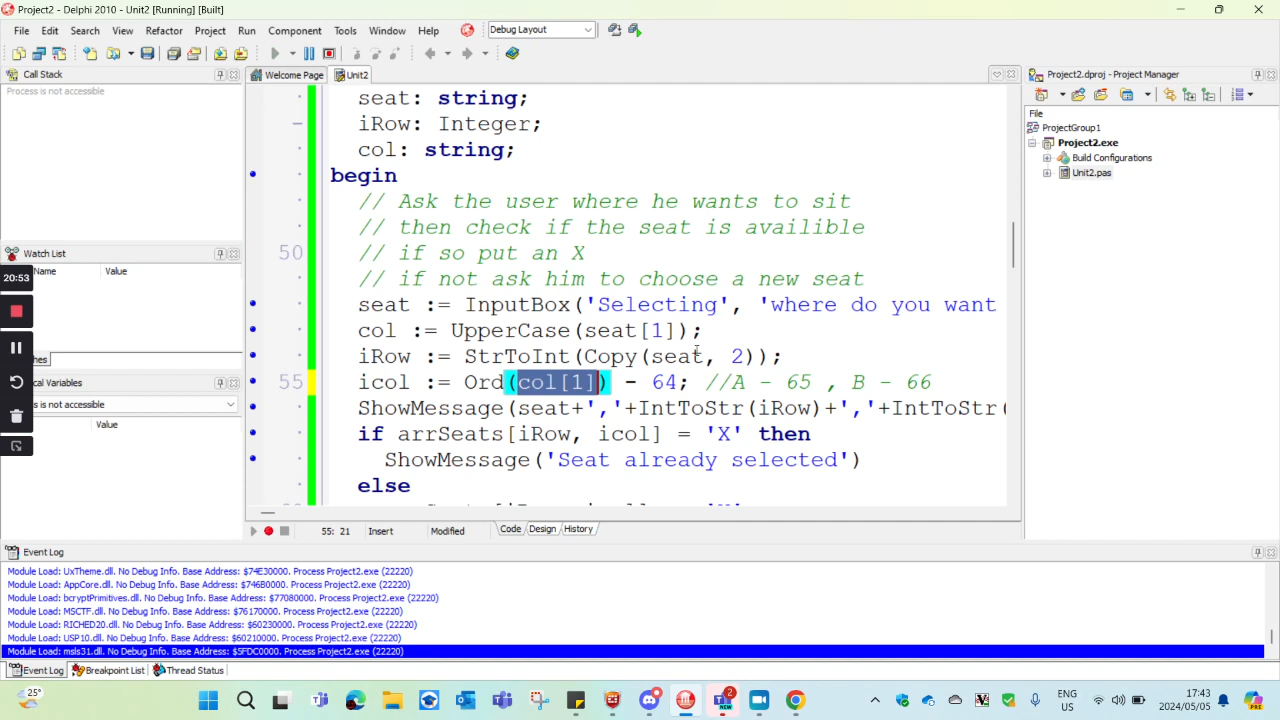 Project2 - Delphi 2010 - Unit2 [Running] [Built]
File Edit Search View Refactor Project Run Component Tools Window Help
Debug Layout
Call Stack
Process is not accessible
Welcome Page
Unit2
Project2.dproj - Project Manager
File
ProjectGroup1
Project2.exe
Build Configurations
Unit2.pas
Watch List
Name Value
20:53
ches
cal Variables
ss is not accessible
Value
seat: string;
iRow: Integer;
col: string;
begin
// Ask the user where he wants to sit
// then check if the seat is availible
50 // if so put an X
// if not ask him to choose a new seat
seat := InputBox('Selecting', 'where do you want
col := UpperCase(seat[1]);
iRow := StrToInt(Copy(seat, 2));
55 icol := Ord(col[1]) - 64; //A - 65 , B - 66
ShowMessage(seat+','+IntToStr(iRow)+','+IntToStr(
if arrSeats[iRow, icol] = 'X' then
ShowMessage('Seat already selected')
else
55: 21 Insert Modified Code Design History
Event Log
Module Load: UxTheme.dll. No Debug Info. Base Address: $74E30000. Process Project2.exe (22220)
Module Load: AppCore.dll. No Debug Info. Base Address: $746B0000. Process Project2.exe (22220)
Module Load: bcryptPrimitives.dll. No Debug Info. Base Address: $77080000. Process Project2.exe (22220)
Module Load: MSCTF.dll. No Debug Info. Base Address: $76170000. Process Project2.exe (22220)
Module Load: RICHED20.dll. No Debug Info. Base Address: $60230000. Process Project2.exe (22220)
Module Load: USP10.dll. No Debug Info. Base Address: $60210000. Process Project2.exe (22220)
Module Load: msls31.dll. No Debug Info. Base Address: $5FDC0000. Process Project2.exe (22220)
Event Log Breakpoint List Thread Status
25°
2
NEW
ENG
US
17:43
2024/05/05
PRE